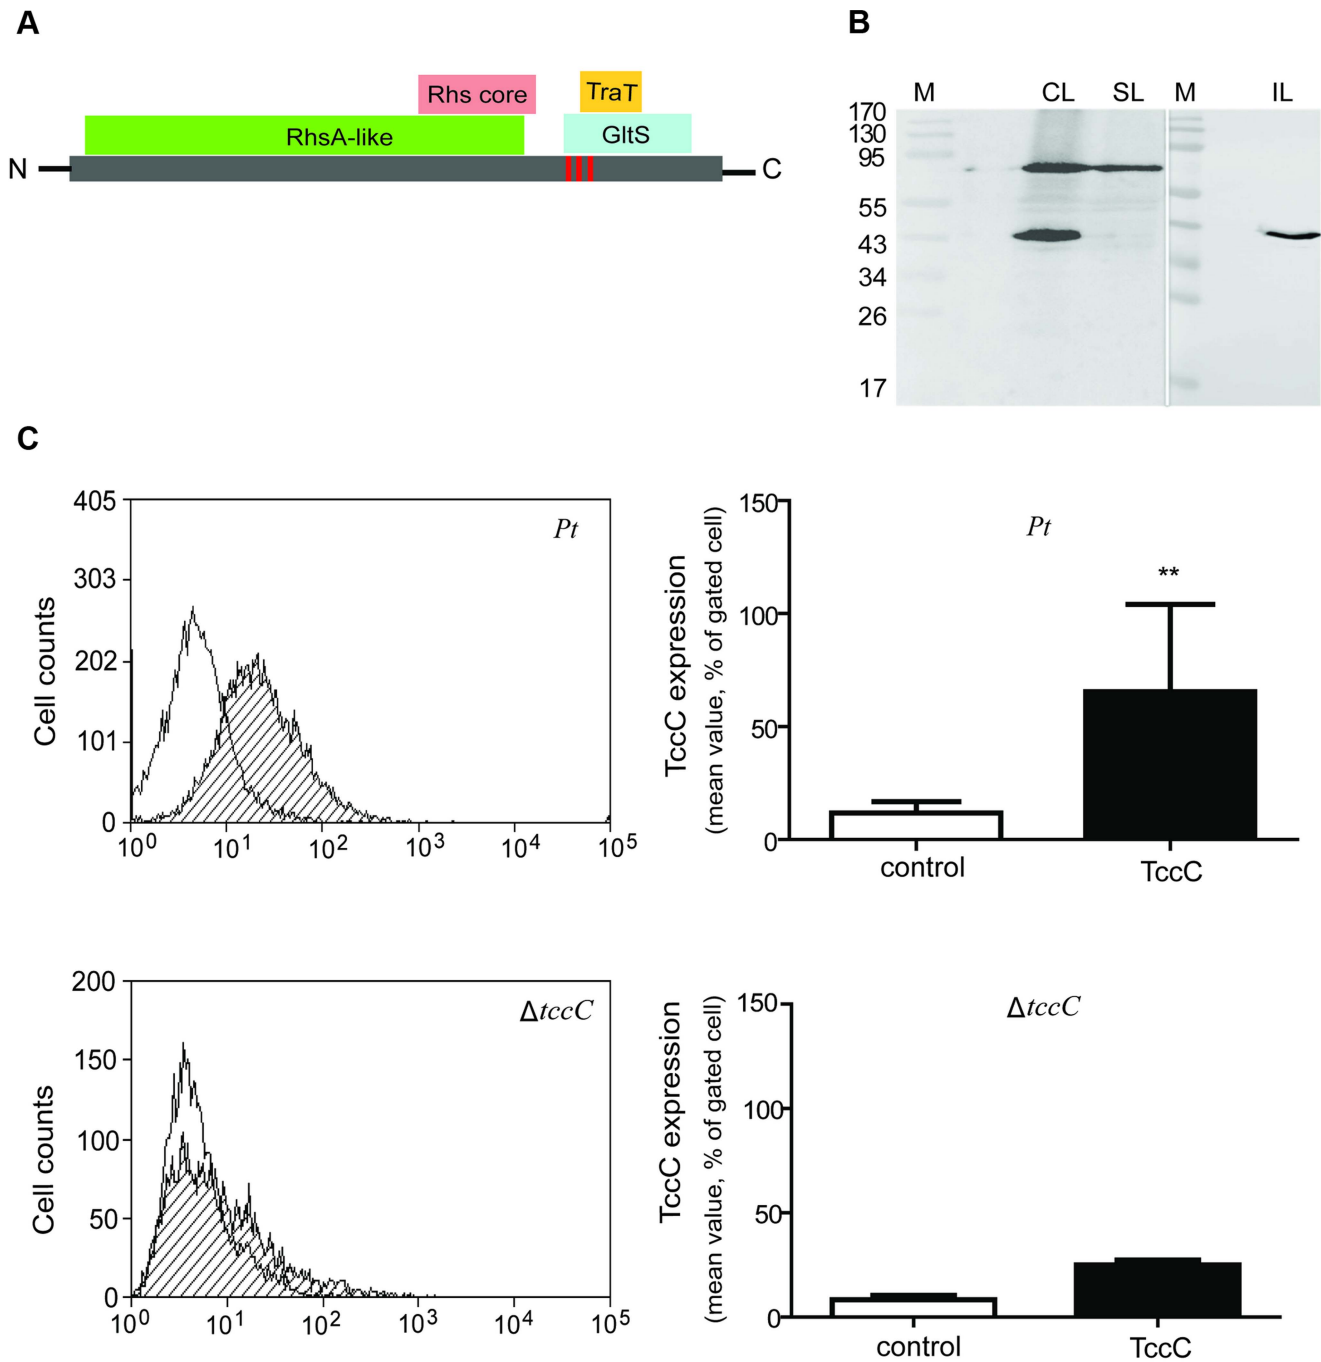 A
Rhs core
TraT
RhsA-like
GltS
N
C
B
M
CL
SL
M
IL
170
130
95
55
43
34
26
17
C
405
303
202
101
0
Cell counts
Pt
10^0
10^1
10^2
10^3
10^4
10^5
150
100
50
0
TccC expression
(mean value, % of gated cell)
Pt
**
control
TccC
200
150
100
50
0
Cell counts
ΔtccC
10^0
10^1
10^2
10^3
10^4
10^5
150
100
50
0
TccC expression
(mean value, % of gated cell)
ΔtccC
control
TccC